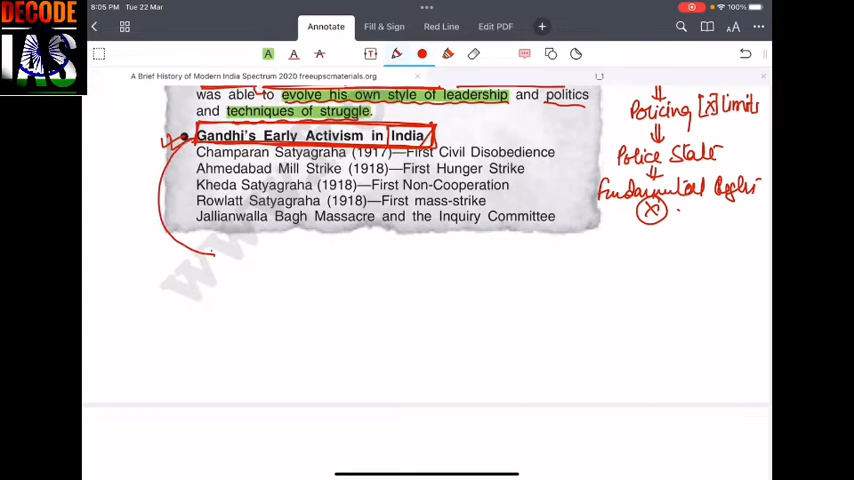 DECODE
IAS
8:05 PM Tue 22 Mar
100%
Annotate Fill & Sign Red Line Edit PDF
A Brief History of Modern India Spectrum 2020 freeupscmaterials.org
was able to evolve his own style of leadership and politics
and techniques of struggle.
Gandhi's Early Activism in India
Champaran Satyagraha (1917)—First Civil Disobedience
Ahmedabad Mill Strike (1918)—First Hunger Strike
Kheda Satyagraha (1918)—First Non-Cooperation
Rowlatt Satyagraha (1918)—First mass-strike
Jallianwalla Bagh Massacre and the Inquiry Committee
Policing [x] limits
Police State
Fundamental Rights
www